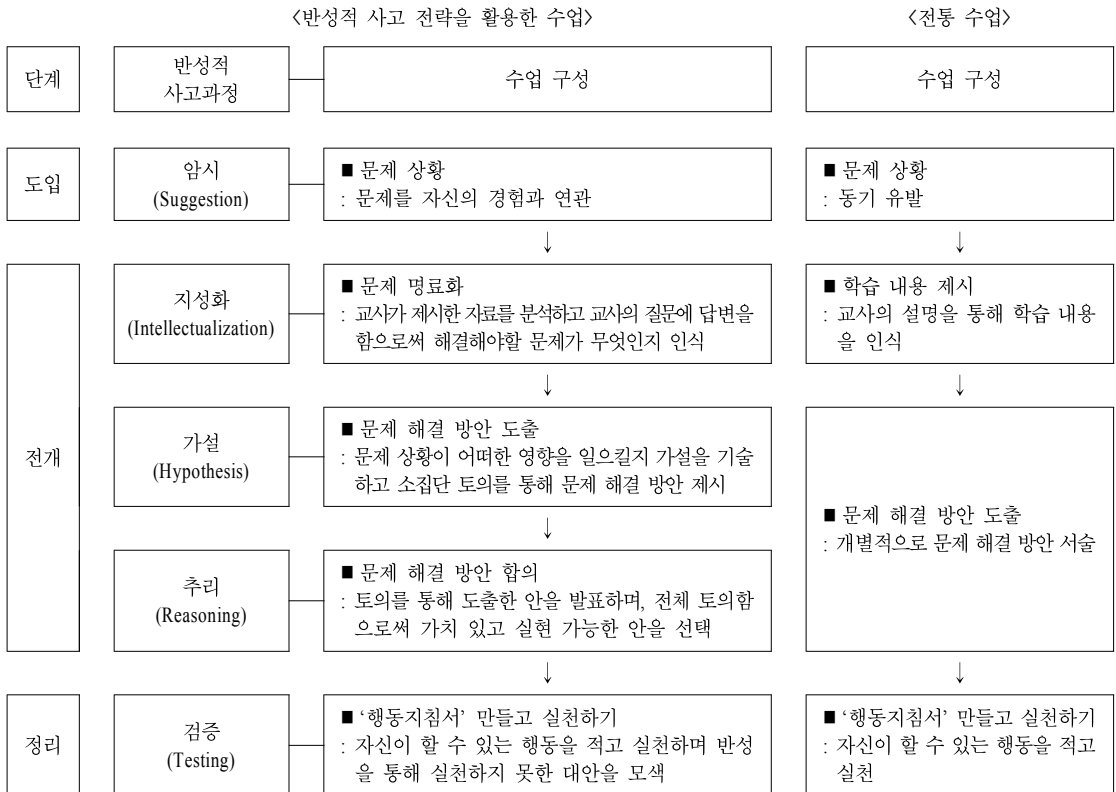 〈반성적 사고 전략을 활용한 수업〉
〈전통 수업〉
단계
반성적
사고과정
수업 구성
수업 구성
도입
암시
(Suggestion)
■ 문제 상황
: 문제를 자신의 경험과 연관
■ 문제 상황
: 동기 유발
↓
↓
전개
지성화
(Intellectualization)
■ 문제 명료화
: 교사가 제시한 자료를 분석하고 교사의 질문에 답변을
함으로써 해결해야할 문제가 무엇인지 인식
■ 학습 내용 제시
: 교사의 설명을 통해 학습 내용
을 인식
↓
↓
가설
(Hypothesis)
■ 문제 해결 방안 도출
: 문제 상황이 어떠한 영향을 일으킬지 가설을 기술
하고 소집단 토의를 통해 문제 해결 방안 제시
■ 문제 해결 방안 도출
: 개별적으로 문제 해결 방안 서술
↓
추리
(Reasoning)
■ 문제 해결 방안 합의
: 토의를 통해 도출한 안을 발표하며, 전체 토의함
으로써 가치 있고 실현 가능한 안을 선택
↓
↓
정리
검증
(Testing)
■ ‘행동지침서’ 만들고 실천하기
: 자신이 할 수 있는 행동을 적고 실천하며 반성
을 통해 실천하지 못한 대안을 모색
■ ‘행동지침서’ 만들고 실천하기
: 자신이 할 수 있는 행동을 적고
실천